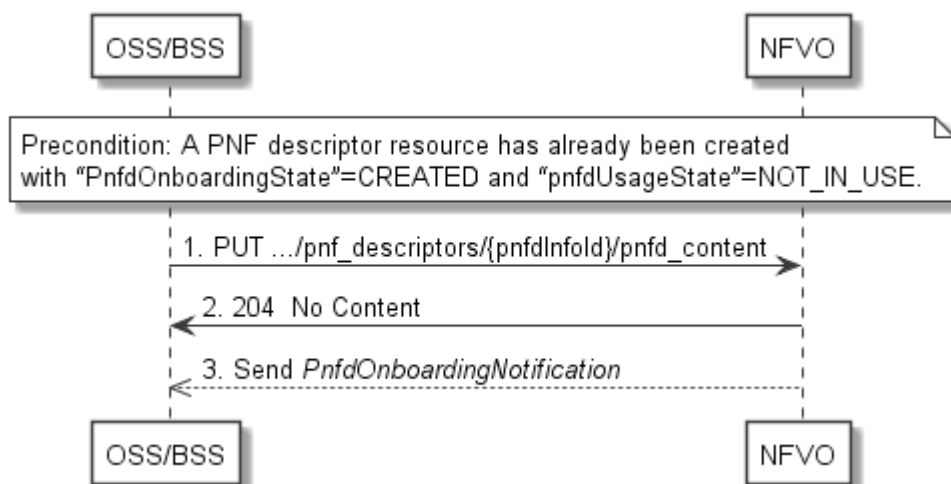 OSS/BSS
NFVO
Precondition: A PNF descriptor resource has already been created
with “PnfdOnboardingState”=CREATED and “pnfdUsageState”=NOT_IN_USE.
1. PUT .../pnf_descriptors/{pnfdInfoId}/pnfd_content
2. 204  No Content
3. Send PnfdOnboardingNotification
OSS/BSS
NFVO